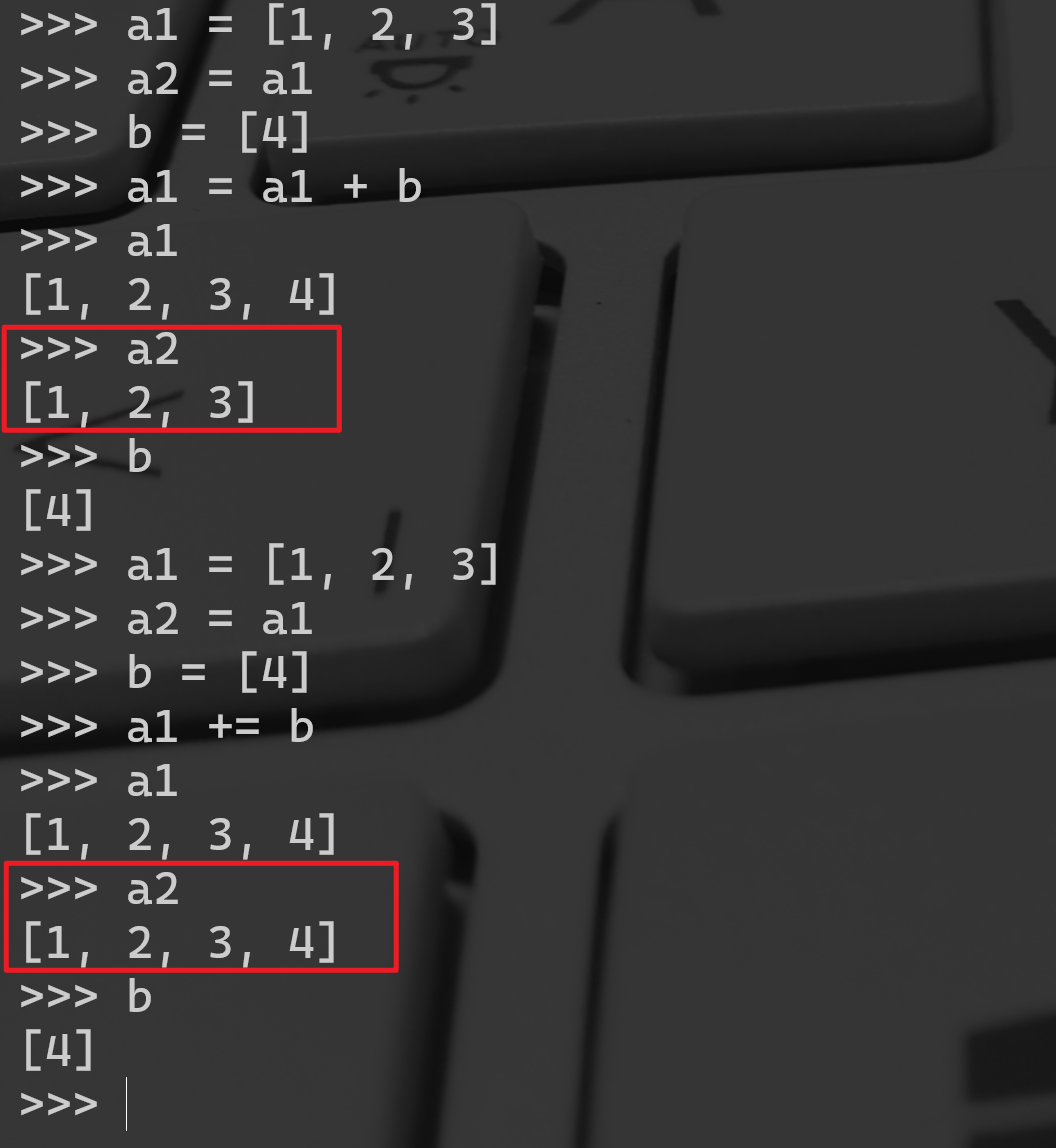 >>> a1 = [1, 2, 3]
>>> a2 = a1
>>> b = [4]
>>> a1 = a1 + b
>>> a1
[1, 2, 3, 4]
>>> a2
[1, 2, 3]
>>> b
[4]
>>> a1 = [1, 2, 3]
>>> a2 = a1
>>> b = [4]
>>> a1 += b
>>> a1
[1, 2, 3, 4]
>>> a2
[1, 2, 3, 4]
>>> b
[4]
>>>
AUTO